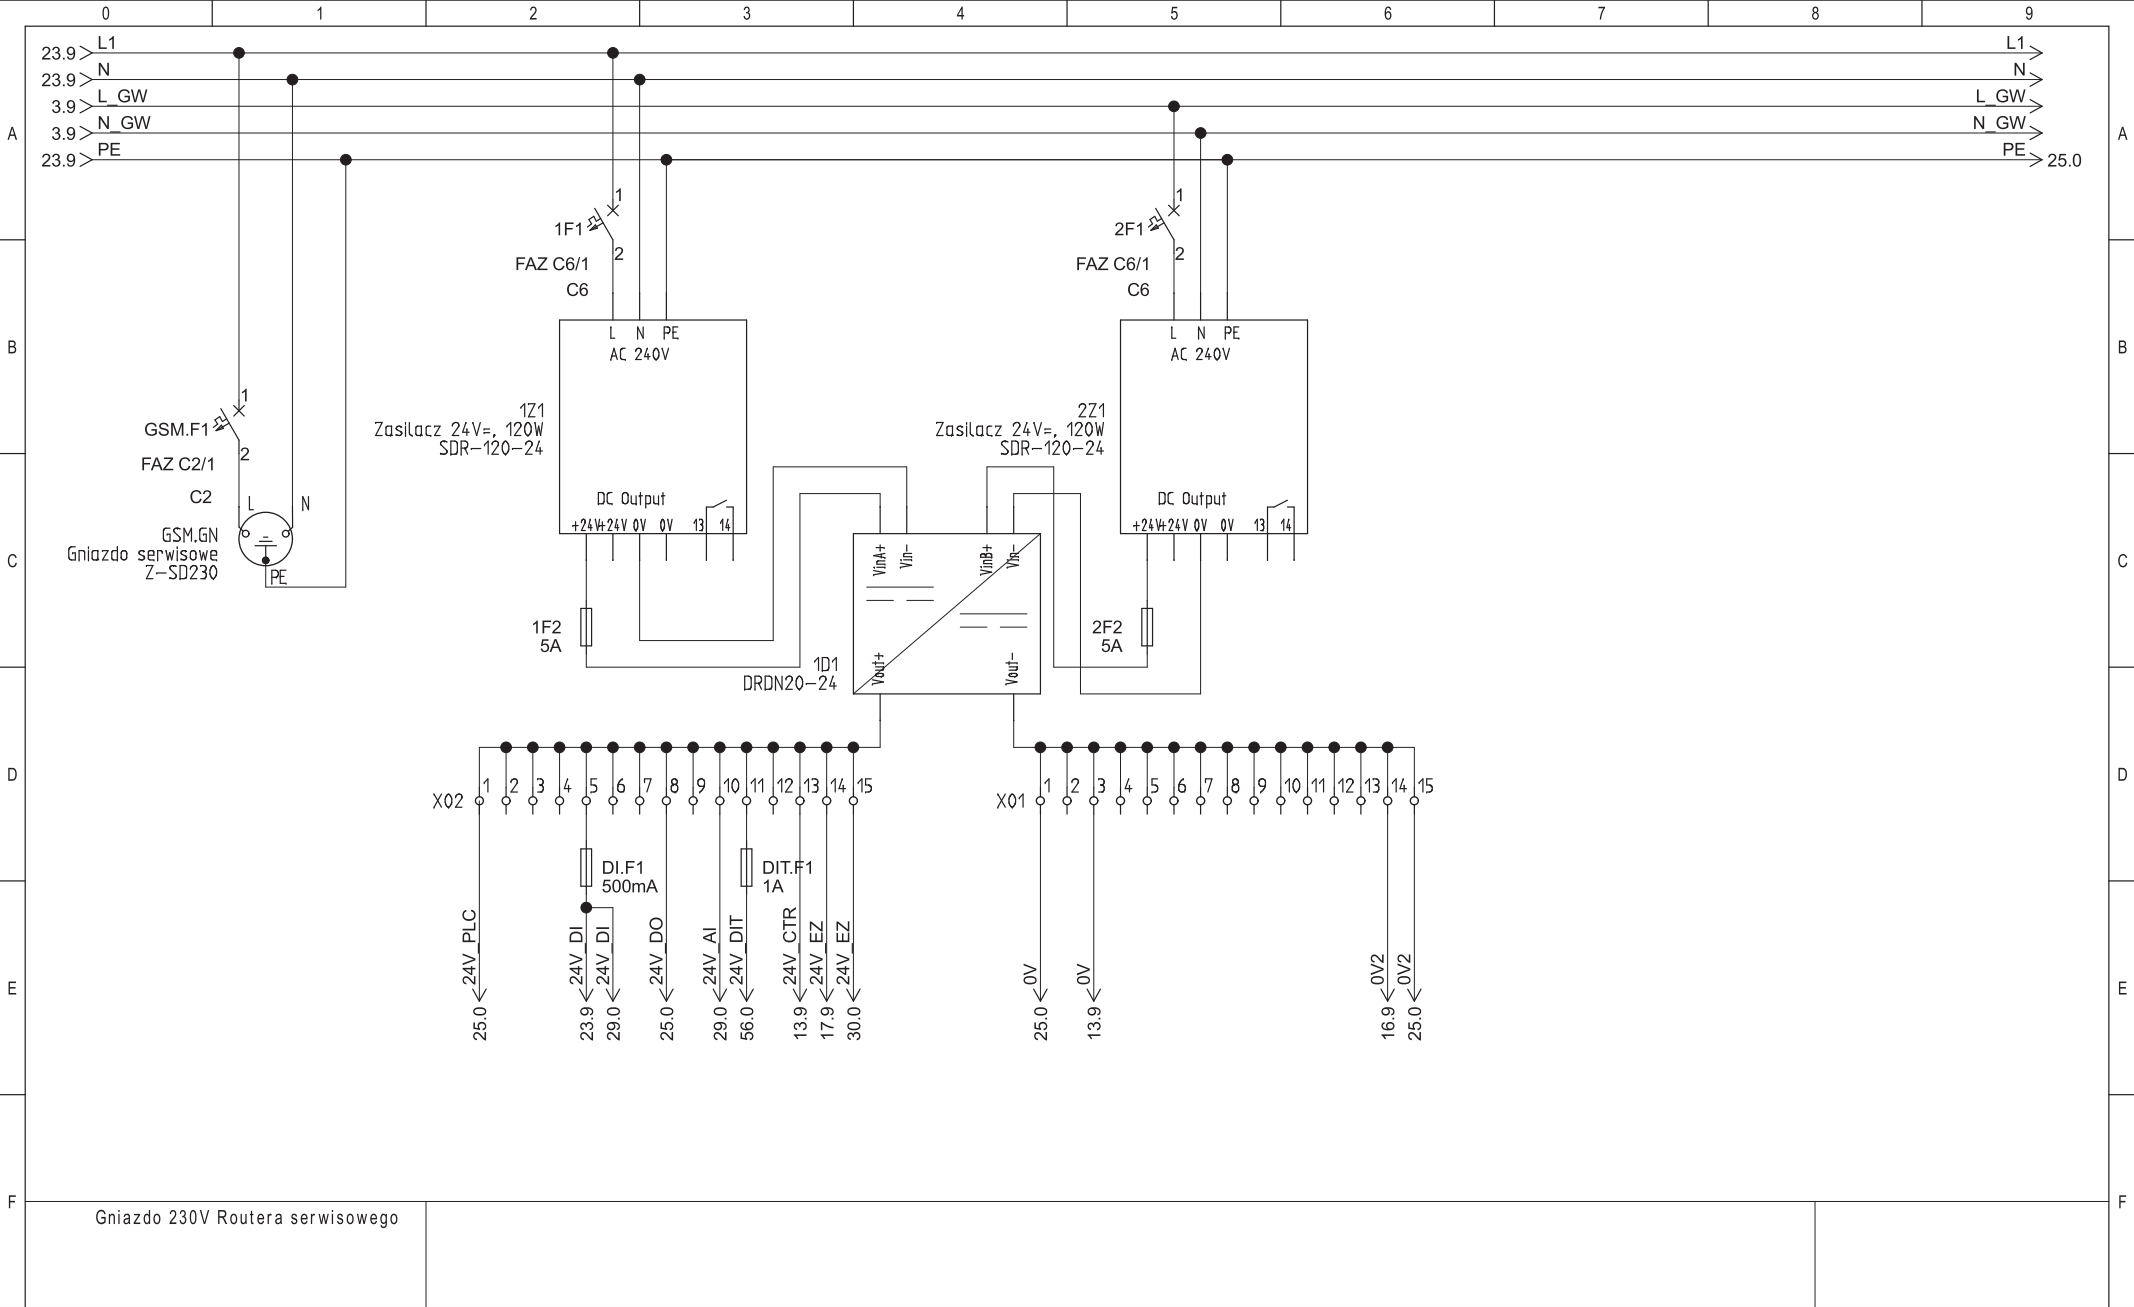 0 1 2 3 4 5 6 7 8 9
23.9 L1 L1
23.9 N N
3.9 L_GW L_GW
A 3.9 N_GW N_GW A
23.9 PE PE 25.0
1 1
1F1 2F1
2 2
FAZ C6/1 FAZ C6/1
C6 C6
L N PE L N PE
B AC 240V AC 240V B
1
GSM.F1
2
FAZ C2/1
C2
L N
GSM.GN
Gniazdo serwisowe
Z-SD230
PE
1Z1 2Z1
Zasilacz 24V=, 120W Zasilacz 24V=, 120W
SDR-120-24 SDR-120-24
DC Output DC Output
+24V +24V 0V 0V 13 14 +24V +24V 0V 0V 13 14
C VinA+ Vin- VinB+ Vin- C
1F2 2F2
5A 5A
1D1
DRDN20-24
Vout+ Vout-
D D
X02 1 2 3 4 5 6 7 8 9 10 11 12 13 14 15
X01 1 2 3 4 5 6 7 8 9 10 11 12 13 14 15
DI.F1 DIT.F1
500mA 1A
24V_PLC 24V_DI 24V_DI 24V_DO 24V_AI 24V_DIT 24V_CTR 24V_EZ 24V_EZ 0V 0V 0V2 0V2
E E
25.0 23.9 29.0 25.0 29.0 56.0 13.9 17.9 30.0 25.0 13.9 16.9 25.0
F F
Gniazdo 230V Routera serwisowego